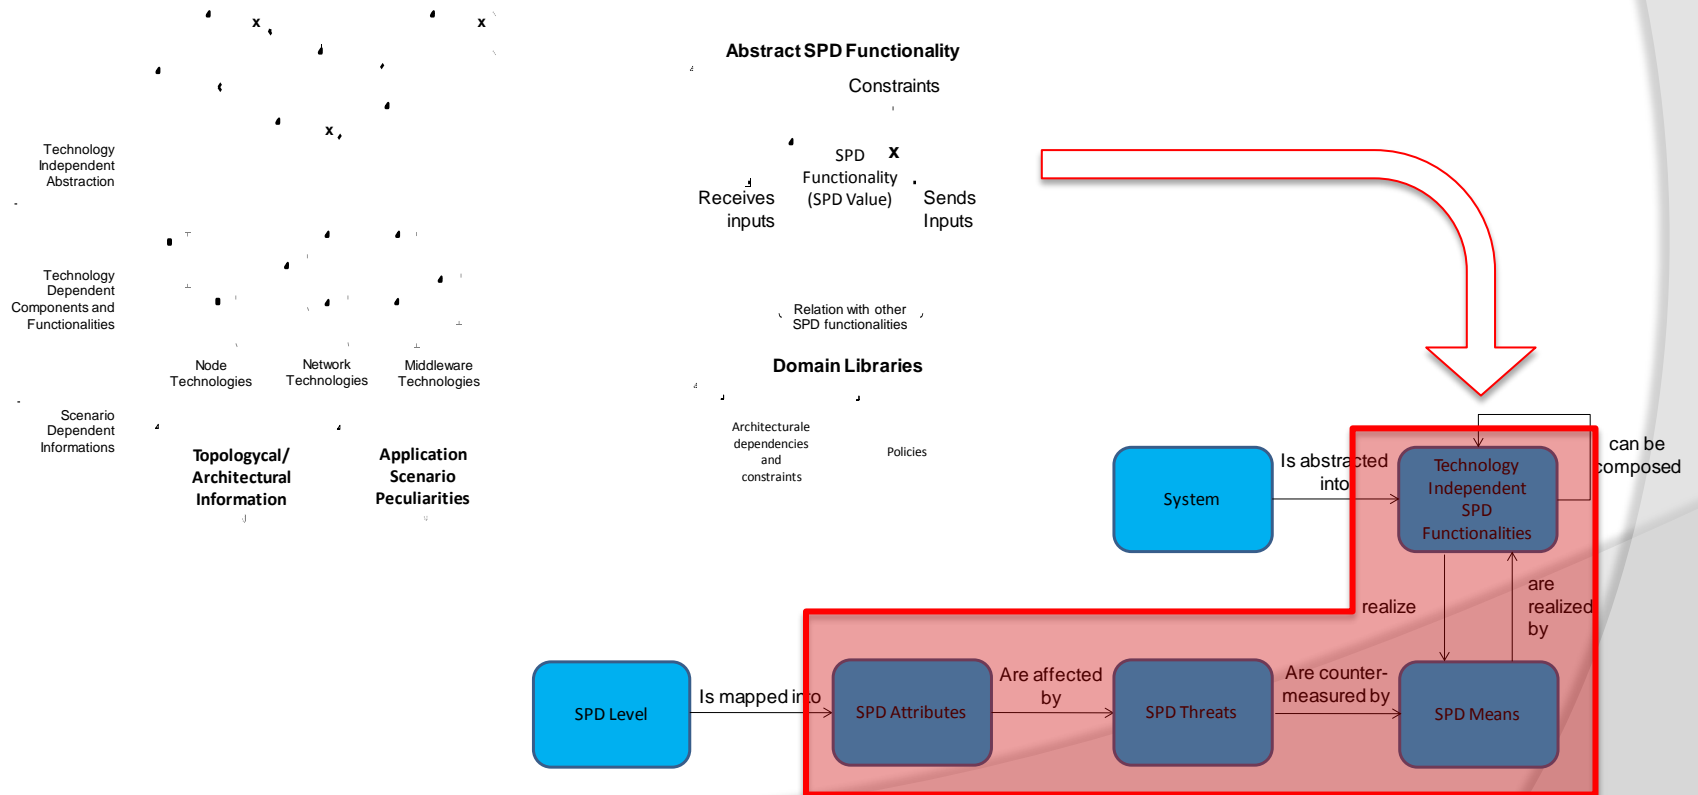 x
x
x
Technology
Independent
Abstraction
Technology
Dependent
Components and
Functionalities
Node
Technologies
Network
Technologies
Middleware
Technologies
Scenario
Dependent
Informations
Topologycal/
Architectural
Information
Application
Scenario
Peculiarities
Abstract SPD Functionality
Constraints
SPD
Functionality
(SPD Value)
x
Receives
inputs
Sends
Inputs
Relation with other
SPD functionalities
Domain Libraries
Architecturale
dependencies
and
constraints
Policies
System
Is abstracted
into
Technology
Independent
SPD
Functionalities
can be
composed
realize
are
realized
by
SPD Level
Is mapped into
SPD Attributes
Are affected
by
SPD Threats
Are counter-
measured by
SPD Means